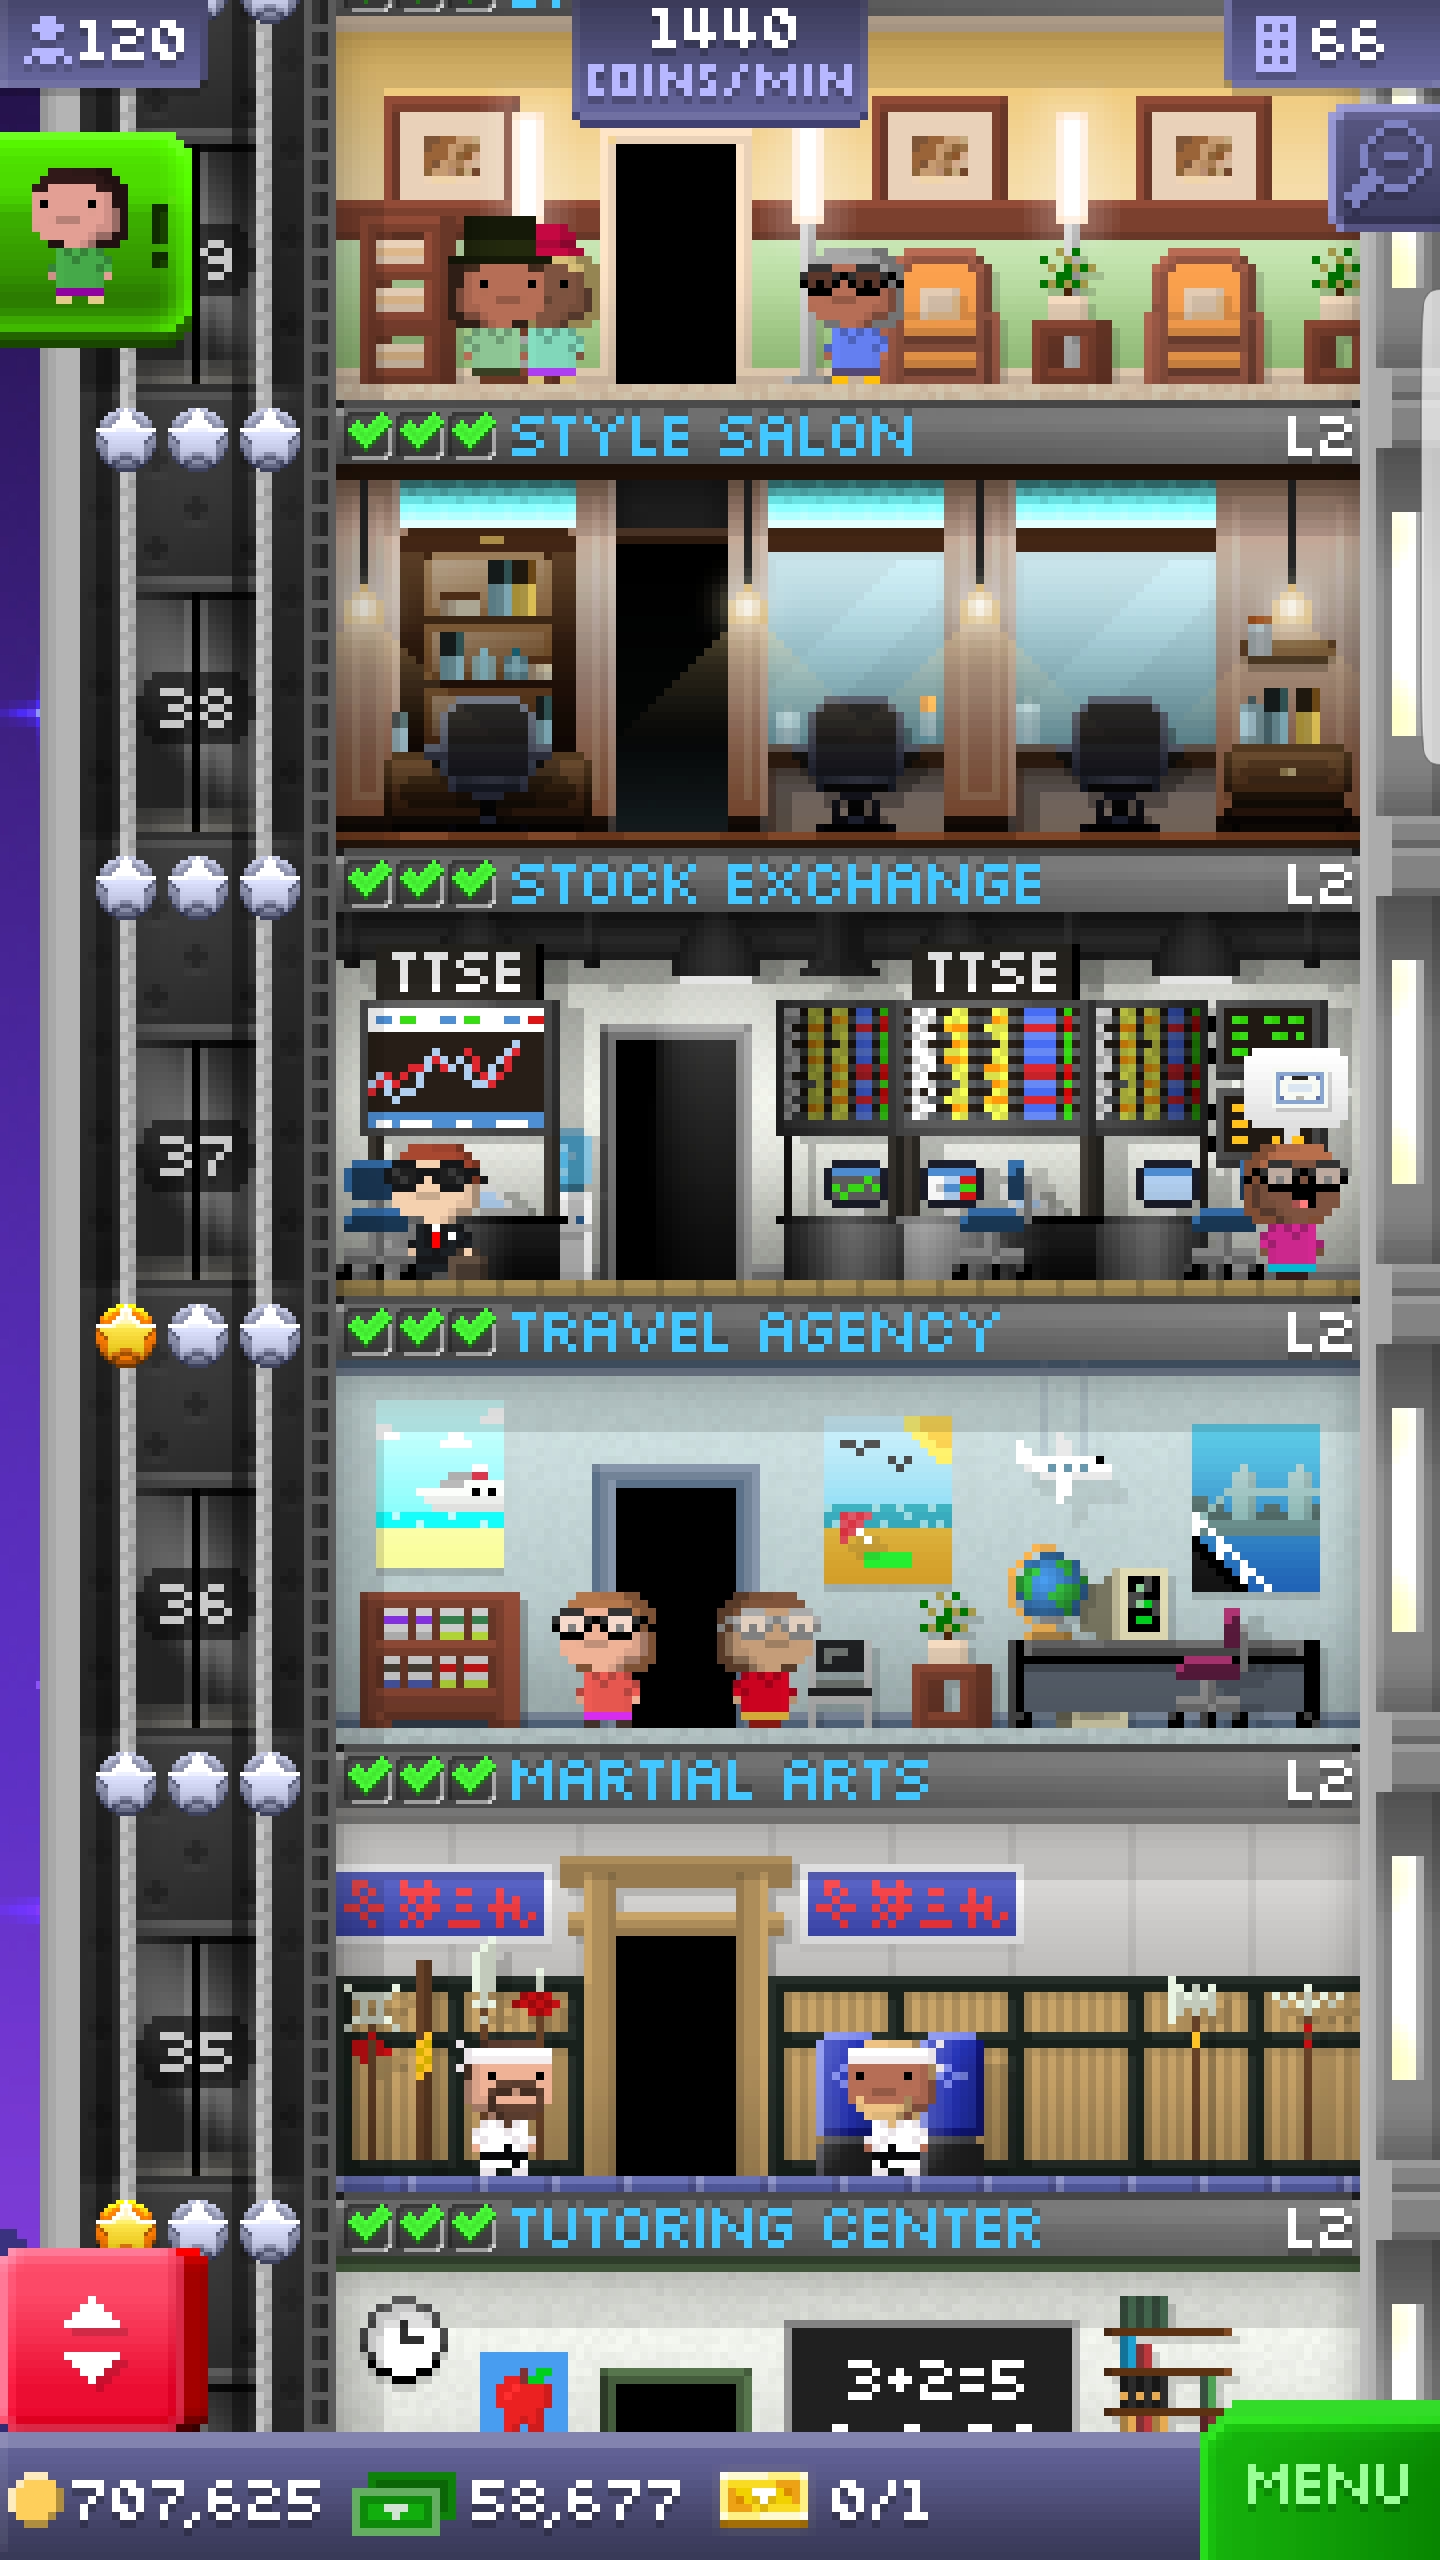 120
1440
COINS/MIN
66
9
STYLE SALON L2
38
STOCK EXCHANGE L2
TTSE TTSE
37
TRAVEL AGENCY L2
36
MARTIAL ARTS L2
35
TUTORING CENTER L2
3+2=5
707,625 58,677 0/1
MENU